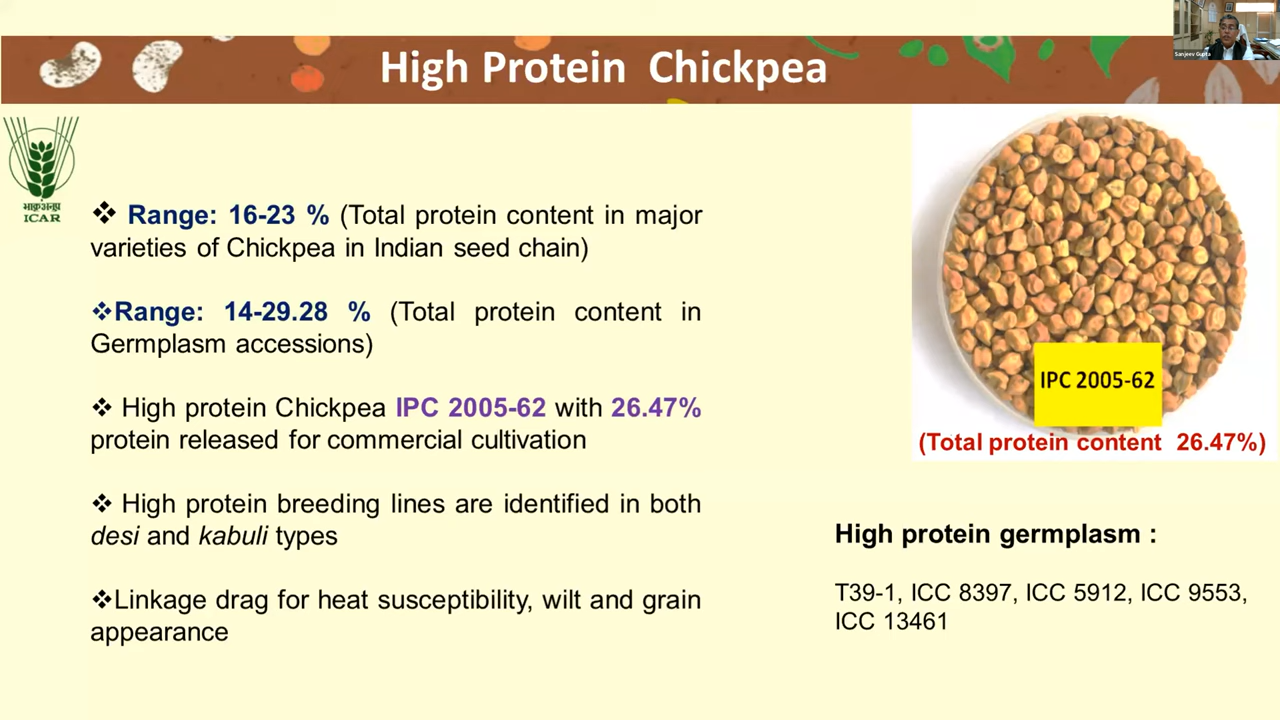 Sanjeev Gupta
High Protein Chickpea
ICAR
❖ Range: 16-23 % (Total protein content in major
varieties of Chickpea in Indian seed chain)
❖Range: 14-29.28 % (Total protein content in
Germplasm accessions)
❖ High protein Chickpea IPC 2005-62 with 26.47%
protein released for commercial cultivation
❖ High protein breeding lines are identified in both
desi and kabuli types
❖Linkage drag for heat susceptibility, wilt and grain
appearance
IPC 2005-62
(Total protein content 26.47%)
High protein germplasm :
T39-1, ICC 8397, ICC 5912, ICC 9553,
ICC 13461